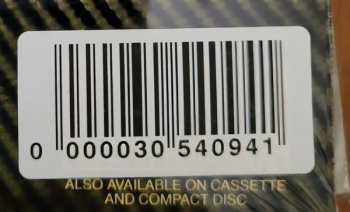 0 000030 540941
ALSO AVAILABLE ON CASSETTE
AND COMPACT DISC